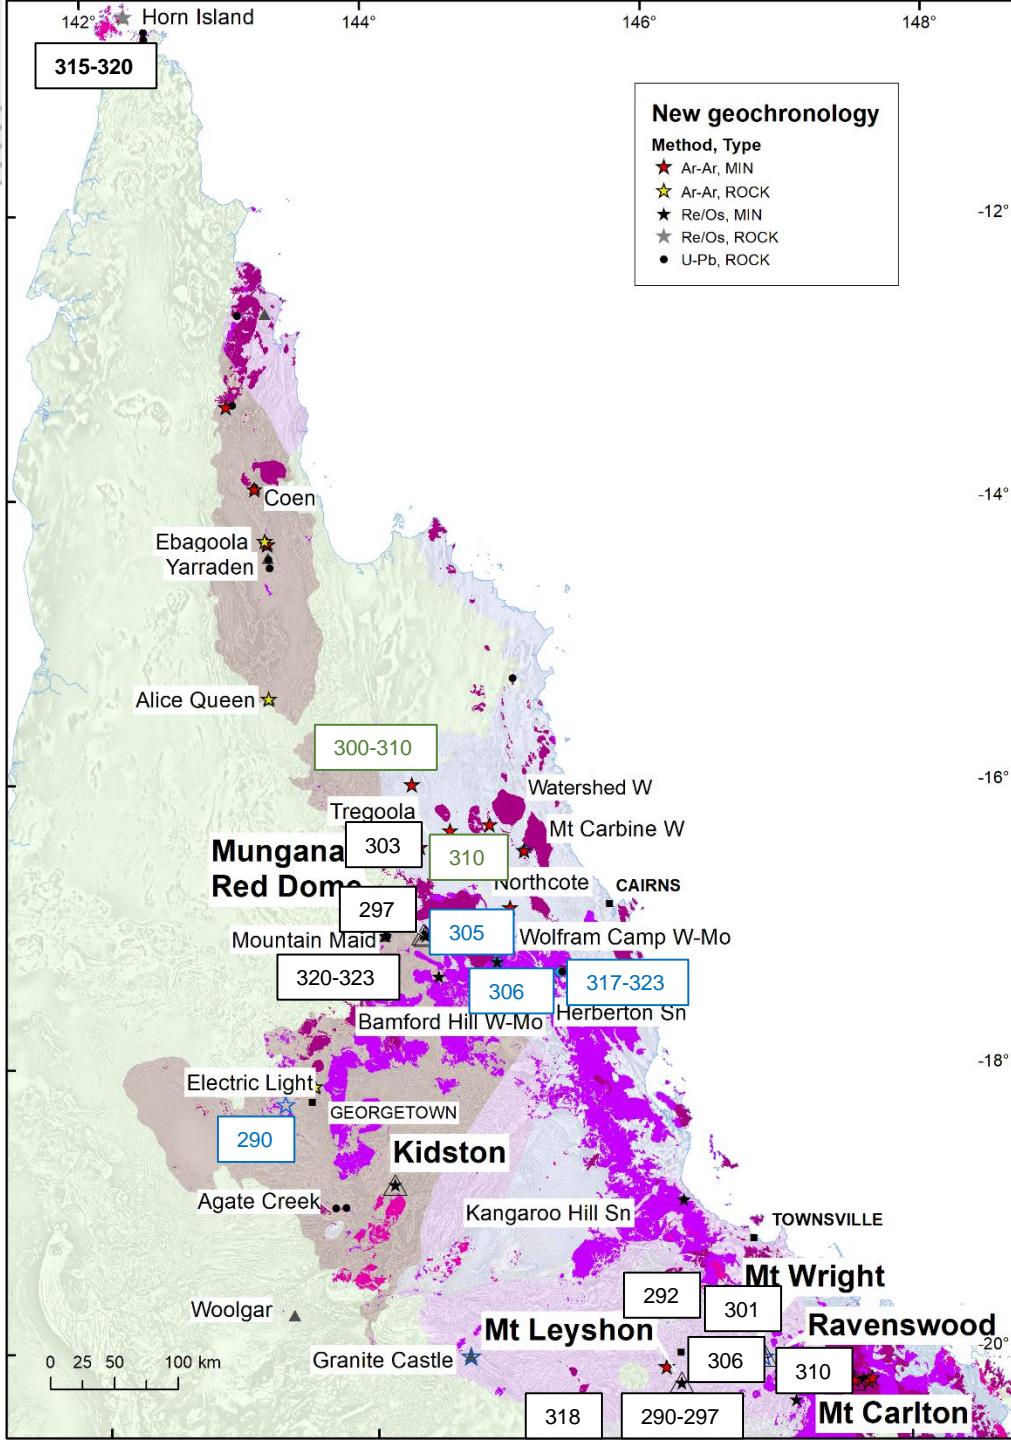 142°
144°
146°
148°
Horn Island
315-320
New geochronology
Method, Type
Ar-Ar, MIN
Ar-Ar, ROCK
Re/Os, MIN
Re/Os, ROCK
U-Pb, ROCK
-12°
Coen
-14°
Ebagoola
Yarraden
Alice Queen
300-310
-16°
Watershed W
Tregoola
Mt Carbine W
303
Mungana
310
Red Dome
Northcote
CAIRNS
297
305
Mountain Maid
Wolfram Camp W-Mo
320-323
306
317-323
Herberton Sn
Bamford Hill W-Mo
-18°
Electric Light
GEORGETOWN
290
Kidston
Agate Creek
Kangaroo Hill Sn
TOWNSVILLE
Mt Wright
292
301
Woolgar
Mt Leyshon
Ravenswood
-20°
0 25 50 100 km
Granite Castle
306
310
318
290-297
Mt Carlton